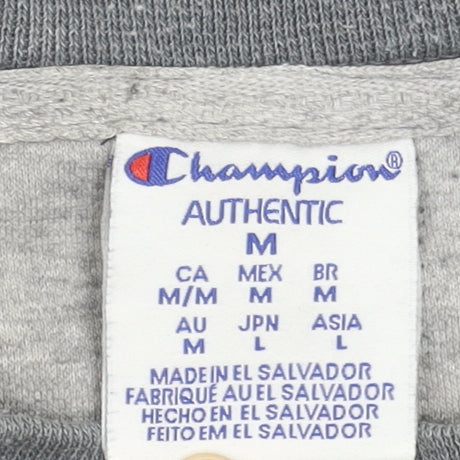 Champion®
AUTHENTIC
M
CA MEX BR
M/M M M
AU JPN ASIA
M L L
MADE IN EL SALVADOR
FABRIQUÉ AU EL SALVADOR
HECHO EN EL SALVADOR
FEITO EM EL SALVADOR